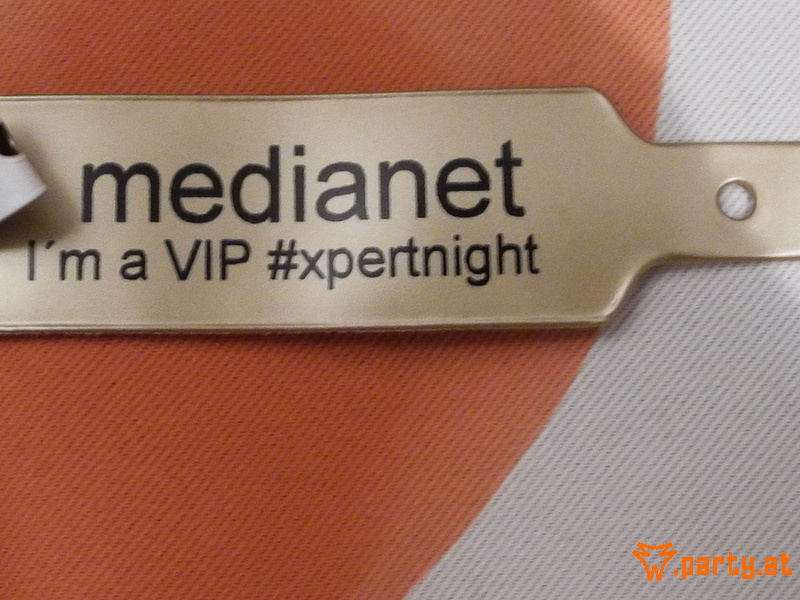 medianet
I´m a VIP #xpertnight
w.party.at